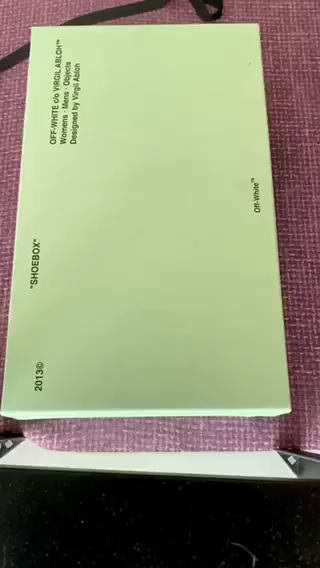 OFF-WHITE c/o VIRGIL ABLOH™
Womens · Mens · Objects
Designed by Virgil Abloh
"SHOEBOX"
2013©
Off-White™